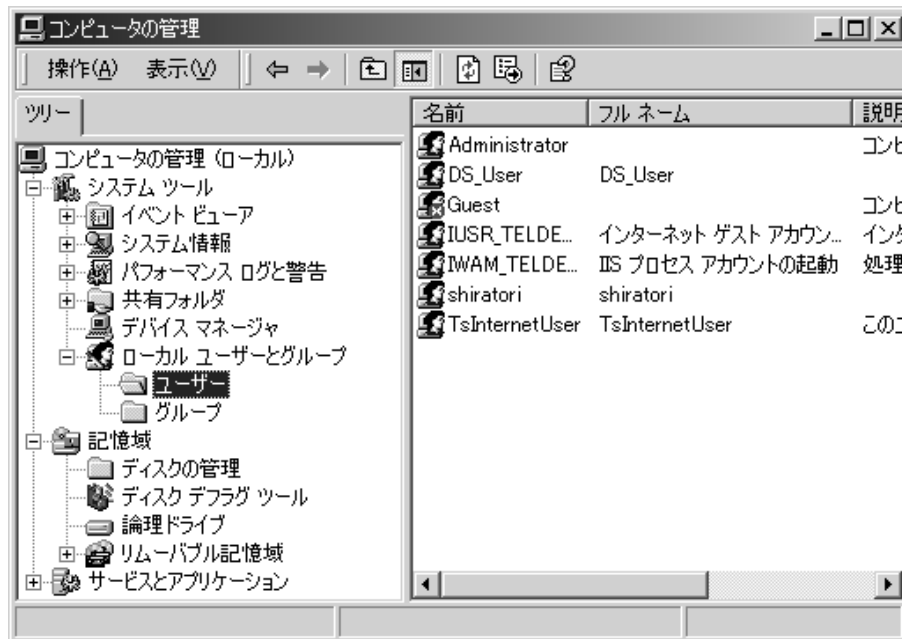 コンピュータの管理
操作(A) 表示(V)
ツリー
コンピュータの管理 (ローカル)
システム ツール
イベント ビューア
システム情報
パフォーマンス ログと警告
共有フォルダ
デバイス マネージャ
ローカル ユーザーとグループ
ユーザー
グループ
記憶域
ディスクの管理
ディスク デフラグ ツール
論理ドライブ
リムーバブル記憶域
サービスとアプリケーション
名前 フル ネーム 説明
Administrator コンピ
DS_User DS_User
Guest コンピ
IUSR_TELDE... インターネット ゲスト アカウン... インタ
IWAM_TELDE... IIS プロセス アカウントの起動 処理
shiratori shiratori
TsInternetUser TsInternetUser このコ